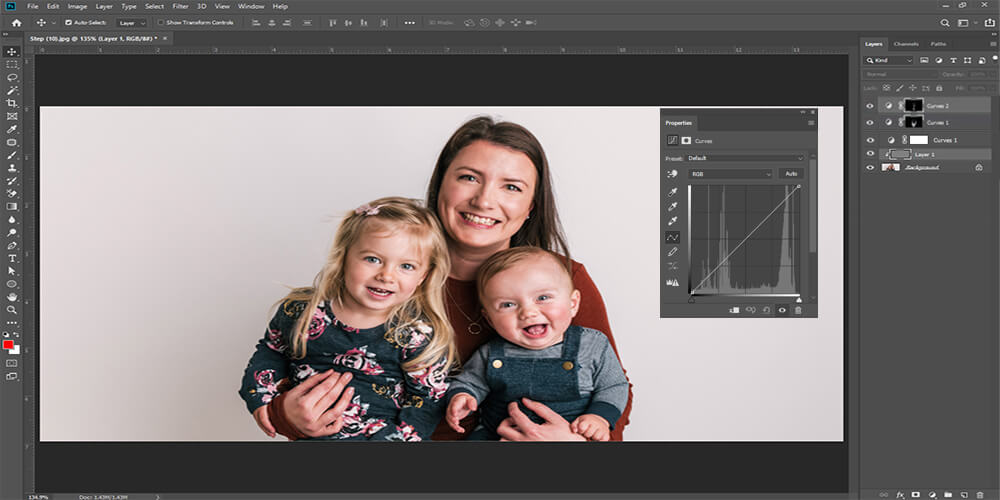 Ps File Edit Image Layer Type Select Filter 3D View Window Help
Auto-Select: Layer Show Transform Controls 3D Mode:
Step (10).jpg @ 135% (Layer 1, RGB/8#) * ×
Layers Channels Paths
Kind
Normal Opacity: 100%
Lock: Fill: 100%
Curves 2
Curves 1
Curves 1
Layer 1
Background
Properties
Curves
Preset: Default
RGB Auto
134.9% Doc: 1.43M/1.43M
fx